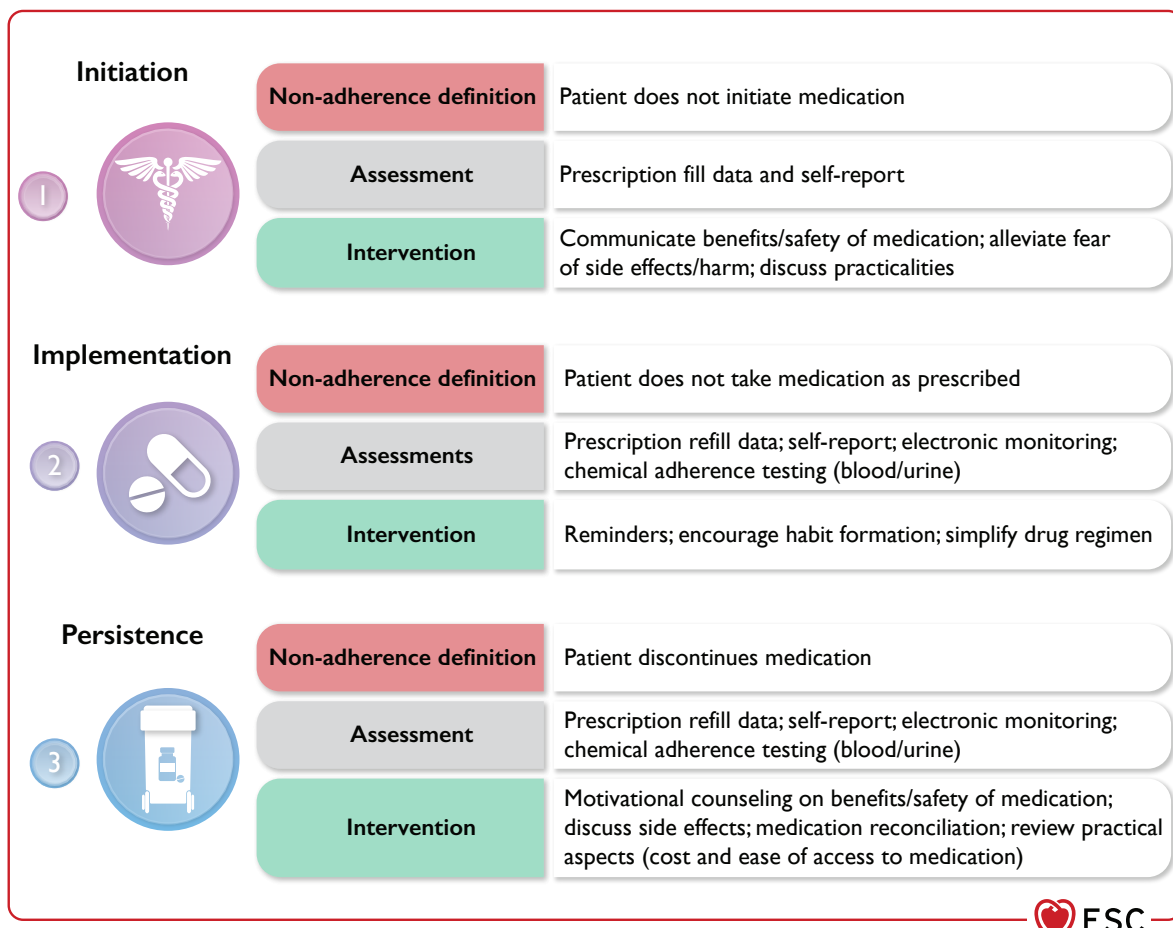 Initiation
1
Non-adherence definition
Patient does not initiate medication
Assessment
Prescription fill data and self-report
Intervention
Communicate benefits/safety of medication; alleviate fear
of side effects/harm; discuss practicalities
Implementation
2
Non-adherence definition
Patient does not take medication as prescribed
Assessments
Prescription refill data; self-report; electronic monitoring;
chemical adherence testing (blood/urine)
Intervention
Reminders; encourage habit formation; simplify drug regimen
Persistence
3
Non-adherence definition
Patient discontinues medication
Assessment
Prescription refill data; self-report; electronic monitoring;
chemical adherence testing (blood/urine)
Intervention
Motivational counseling on benefits/safety of medication;
discuss side effects; medication reconciliation; review practical
aspects (cost and ease of access to medication)
ESC